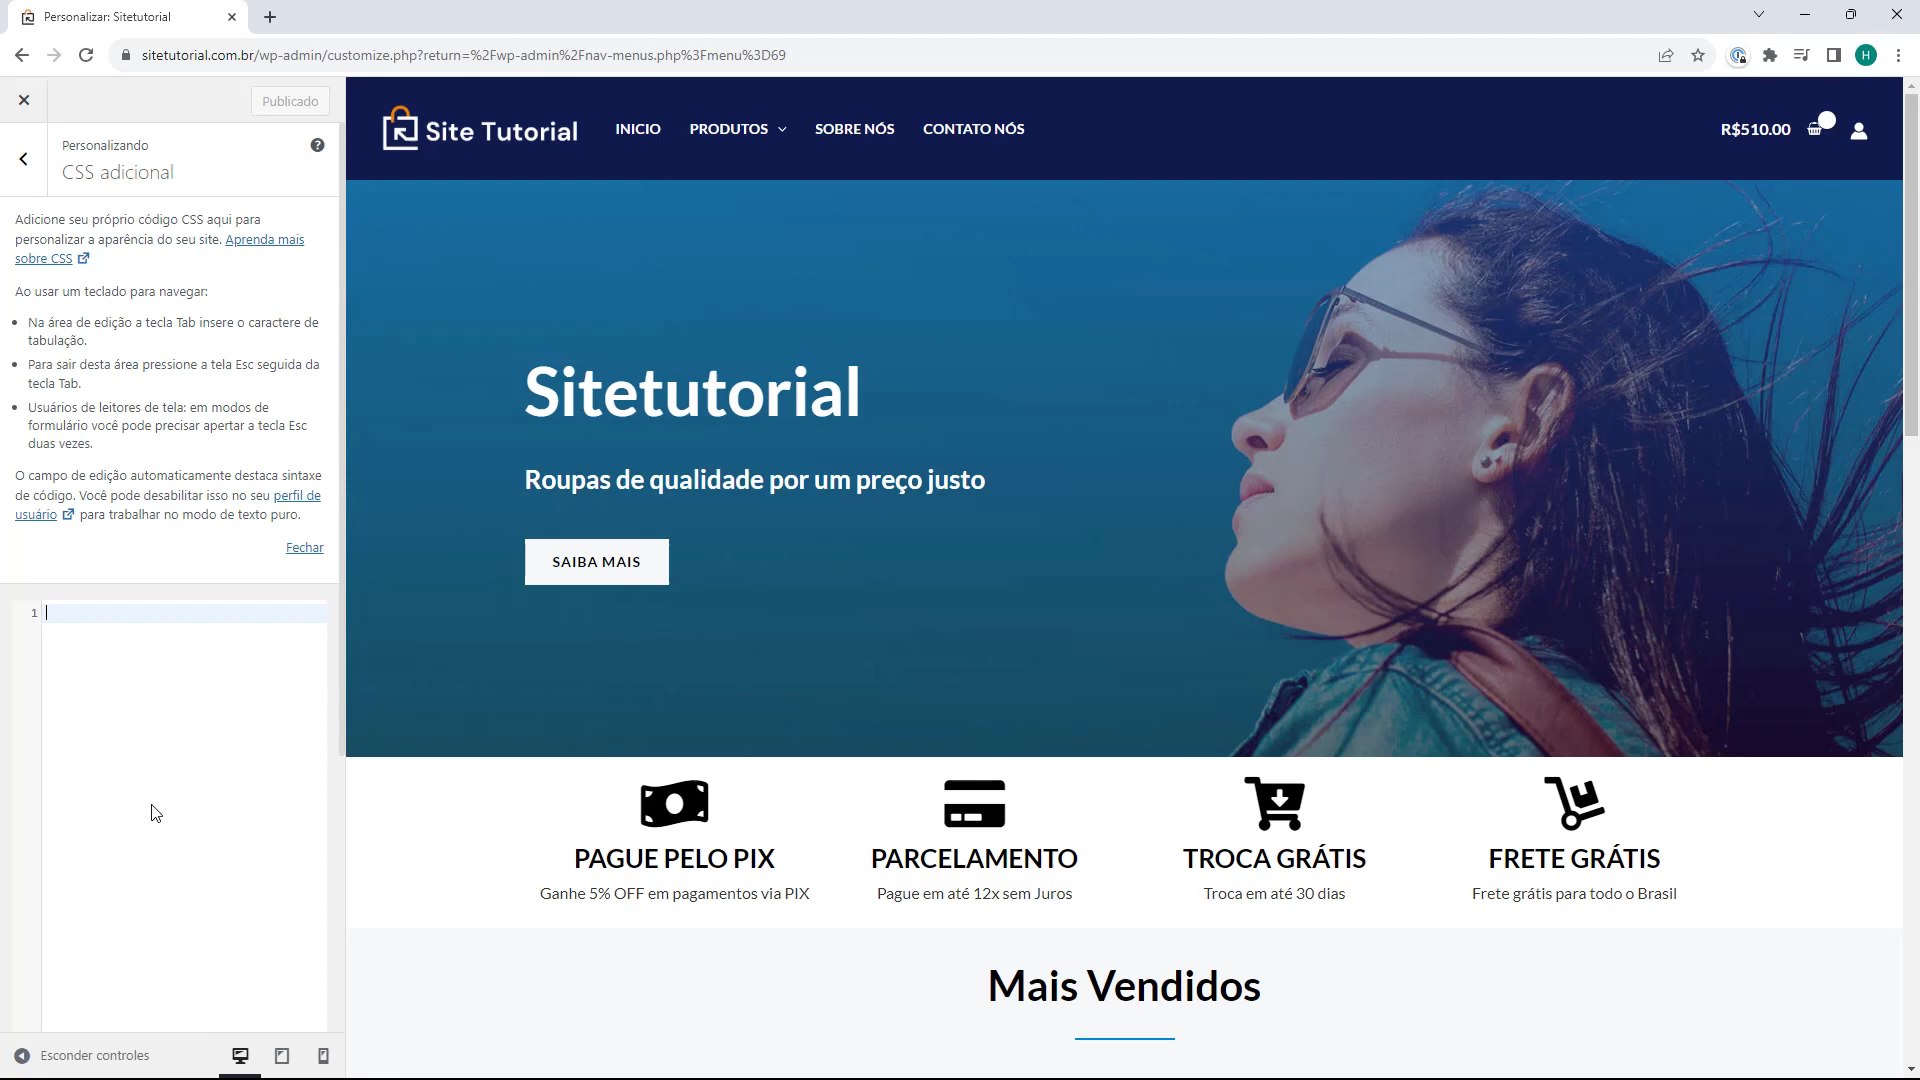 Personalizar: Sitetutorial
sitetutorial.com.br/wp-admin/customize.php?return=%2Fwp-admin%2Fnav-menus.php%3Fmenu%3D69
H
Publicado
Personalizando
CSS adicional
Adicione seu próprio código CSS aqui para
personalizar a aparência do seu site. Aprenda mais
sobre CSS
Ao usar um teclado para navegar:
Na área de edição a tecla Tab insere o caractere de
tabulação.
Para sair desta área pressione a tela Esc seguida da
tecla Tab.
Usuários de leitores de tela: em modos de
formulário você pode precisar apertar a tecla Esc
duas vezes.
O campo de edição automaticamente destaca sintaxe
de código. Você pode desabilitar isso no seu perfil de
usuário para trabalhar no modo de texto puro.
Fechar
1
Esconder controles
Site Tutorial
INICIO PRODUTOS SOBRE NÓS CONTATO NÓS
R$510.00
Sitetutorial
Roupas de qualidade por um preço justo
SAIBA MAIS
PAGUE PELO PIX
Ganhe 5% OFF em pagamentos via PIX
PARCELAMENTO
Pague em até 12x sem Juros
TROCA GRÁTIS
Troca em até 30 dias
FRETE GRÁTIS
Frete grátis para todo o Brasil
Mais Vendidos